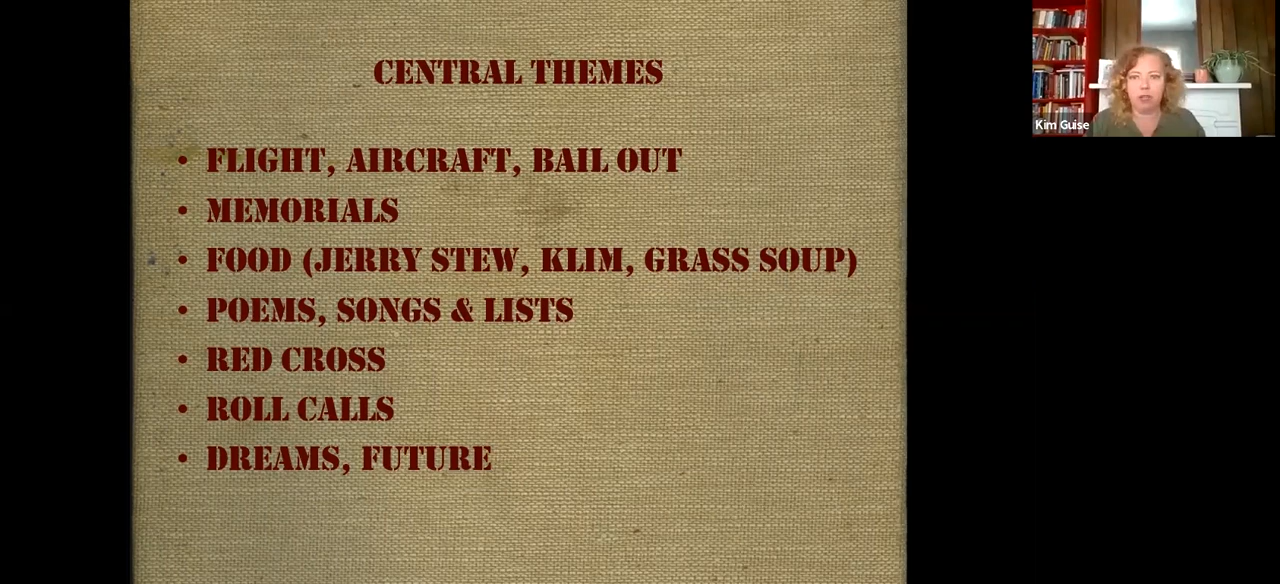 CENTRAL THEMES
• FLIGHT, AIRCRAFT, BAIL OUT
• MEMORIALS
• FOOD (JERRY STEW, KLIM, GRASS SOUP)
• POEMS, SONGS & LISTS
• RED CROSS
• ROLL CALLS
• DREAMS, FUTURE
Kim Guise